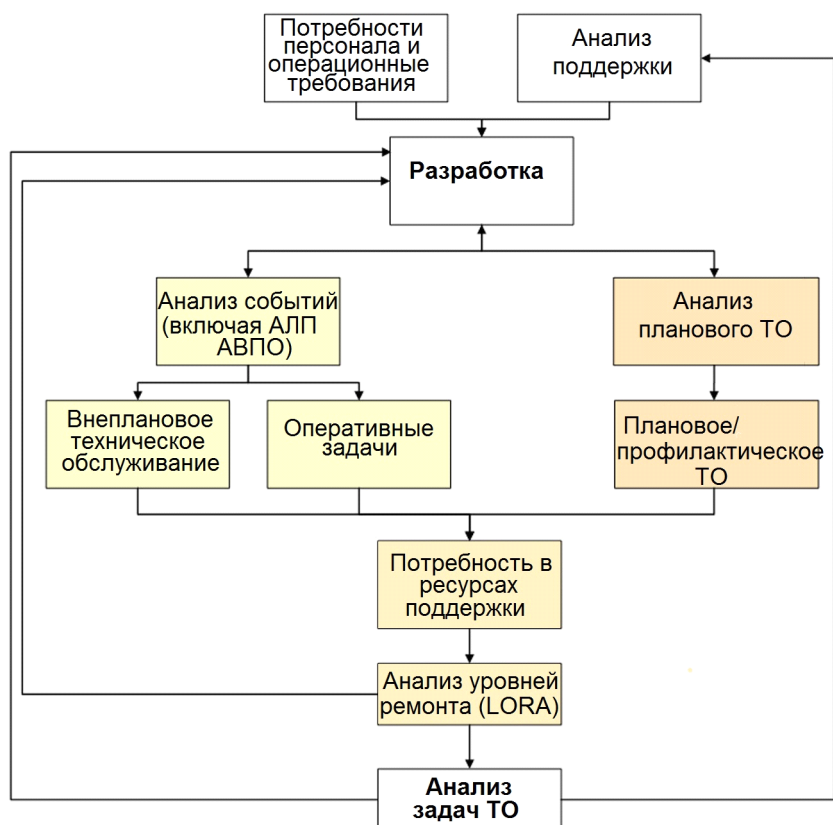 Потребности
персонала и
операционные
требования
Анализ
поддержки
Разработка
Анализ событий
(включая АЛП
АВПО)
Анализ
планового ТО
Внеплановое
техническое
обслуживание
Оперативные
задачи
Плановое/
профилактическое
ТО
Потребность в
ресурсах
поддержки
Анализ уровней
ремонта (LORA)
Анализ
задач ТО